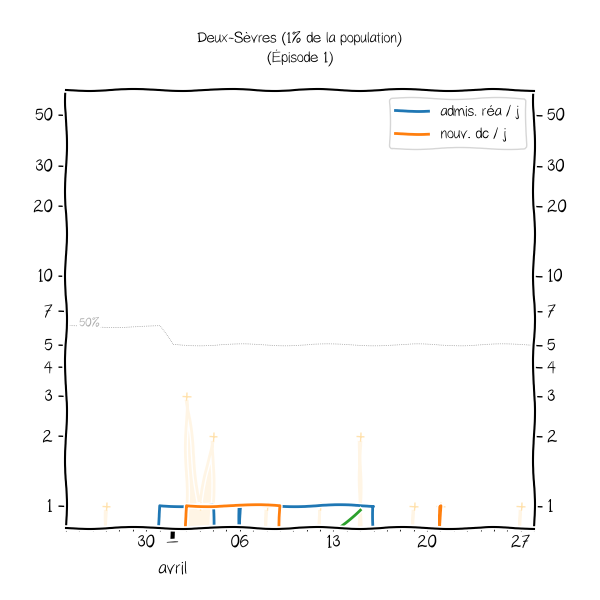 Deux-Sèvres (1% de la population)
(Épisode 1)
admis. réa / j
nouv. dc / j
50 50
30 30
20 20
10 10
7 7
50%
5 5
4 4
3 3
2 2
1 1
30 06 13 20 27
avril